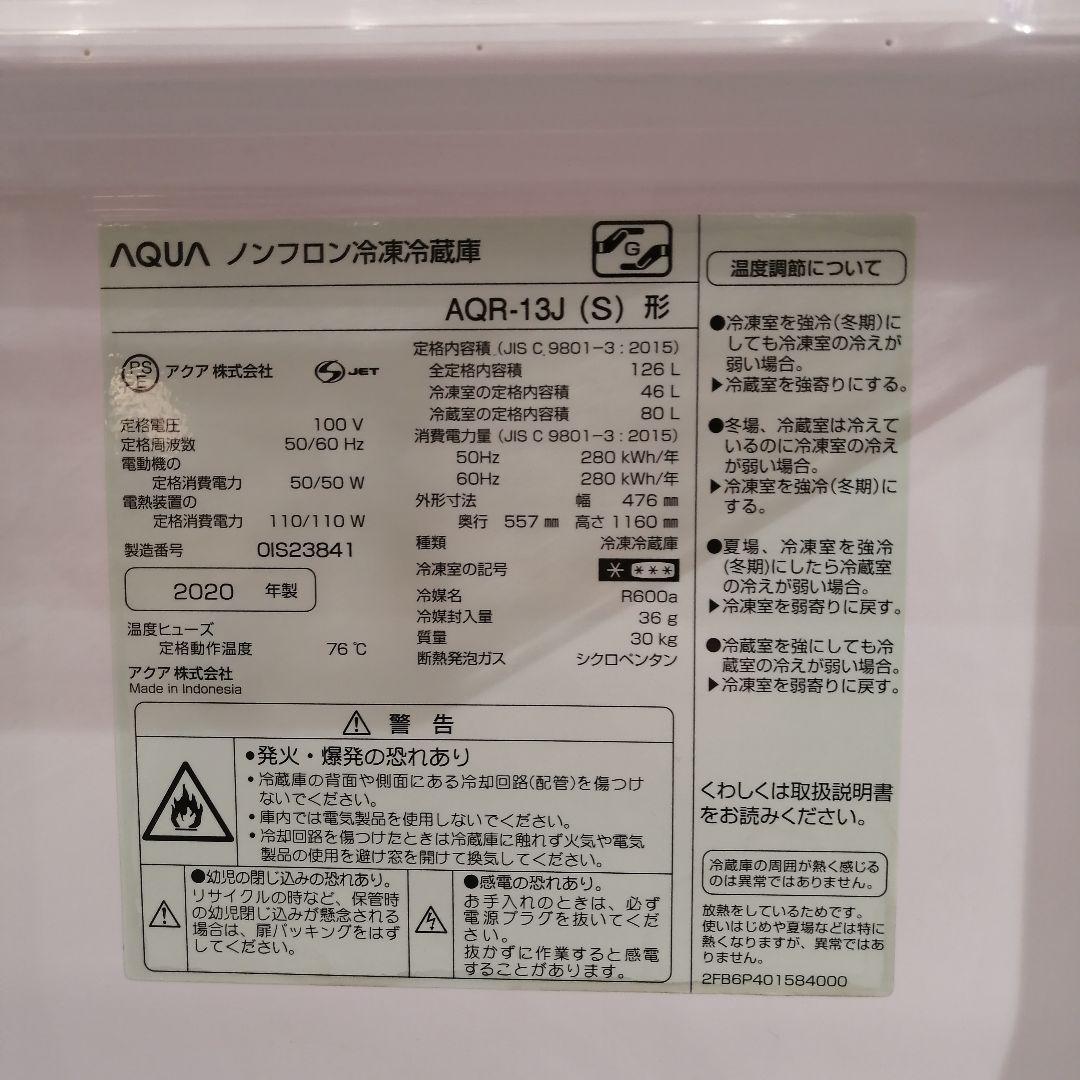 AQUA ノンフロン冷凍冷蔵庫
G
AQR-13J (S) 形
PS E アクア 株式会社
S JET
定格電圧 100 V
定格周波数 50/60 Hz
電動機の
定格消費電力 50/50 W
電熱装置の
定格消費電力 110/110 W
製造番号 0IS23841
2020 年製
温度ヒューズ
定格動作温度 76 ℃
アクア 株式会社
Made in Indonesia
定格内容積 (JIS C 9801-3 : 2015)
全定格内容積 126 L
冷凍室の定格内容積 46 L
冷蔵室の定格内容積 80 L
消費電力量 (JIS C 9801-3 : 2015)
50Hz 280 kWh/年
60Hz 280 kWh/年
外形寸法 幅 476 ㎜
奥行 557 ㎜ 高さ 1160 ㎜
種類 冷凍冷蔵庫
冷凍室の記号 * ***
冷媒名 R600a
冷媒封入量 36 g
質量 30 kg
断熱発泡ガス シクロペンタン
⚠ 警 告
●発火・爆発の恐れあり
・冷蔵庫の背面や側面にある冷却回路(配管)を傷つけ
ないでください。
・庫内では電気製品を使用しないでください。
・冷却回路を傷つけたときは冷蔵庫に触れず火気や電気
製品の使用を避け窓を開けて換気してください。
●幼児の閉じ込みの恐れあり。
リサイクルの時など、保管時
の幼児閉じ込みが懸念される
場合は、扉パッキングをはず
してください。
●感電の恐れあり。
お手入れのときは、必ず
電源プラグを抜いてくだ
さい。
抜かずに作業すると感電
することがあります。
温度調節について
●冷凍室を強冷(冬期)に
しても冷凍室の冷えが
弱い場合。
▶冷蔵室を強寄りにする。
●冬場、冷蔵室は冷えて
いるのに冷凍室の冷え
が弱い場合。
▶冷凍室を強冷(冬期)に
する。
●夏場、冷凍室を強冷
(冬期)にしたら冷蔵室
の冷えが弱い場合。
▶冷凍室を弱寄りに戻す。
●冷蔵室を強にしても冷
蔵室の冷えが弱い場合。
▶冷凍室を弱寄りに戻す。
くわしくは取扱説明書
をお読みください。
冷蔵庫の周囲が熱く感じる
のは異常ではありません。
放熱をしているためです。
使いはじめや夏場などは特に
熱くなりますが、異常ではあ
りません。
2FB6P401584000